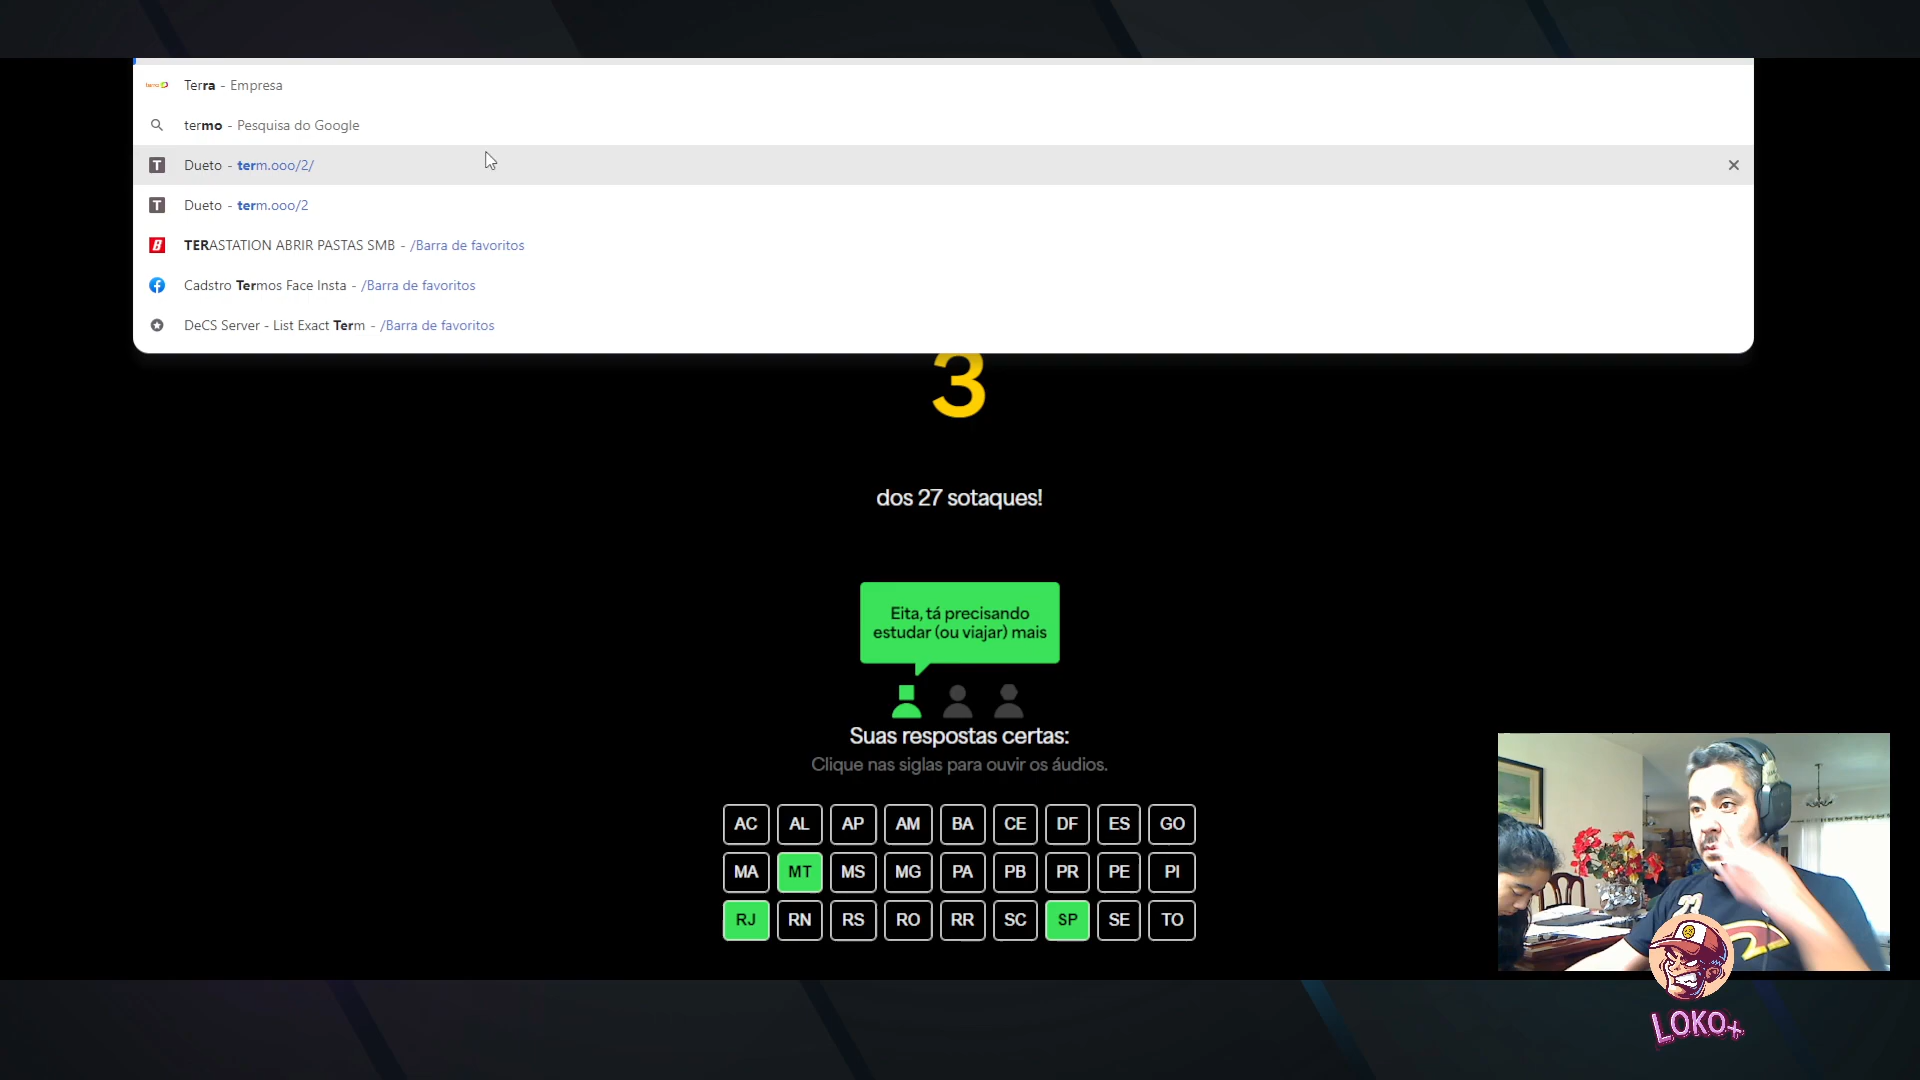 Terra - Empresa
termo - Pesquisa do Google
T Dueto - term.ooo/2/
T Dueto - term.ooo/2
TERASTATION ABRIR PASTAS SMB - /Barra de favoritos
Cadstro Termos Face Insta - /Barra de favoritos
DeCS Server - List Exact Term - /Barra de favoritos
3
dos 27 sotaques!
Eita, tá precisando
estudar (ou viajar) mais
Suas respostas certas:
Clique nas siglas para ouvir os áudios.
AC AL AP AM BA CE DF ES GO
MA MT MS MG PA PB PR PE PI
RJ RN RS RO RR SC SP SE TO
LOKO+